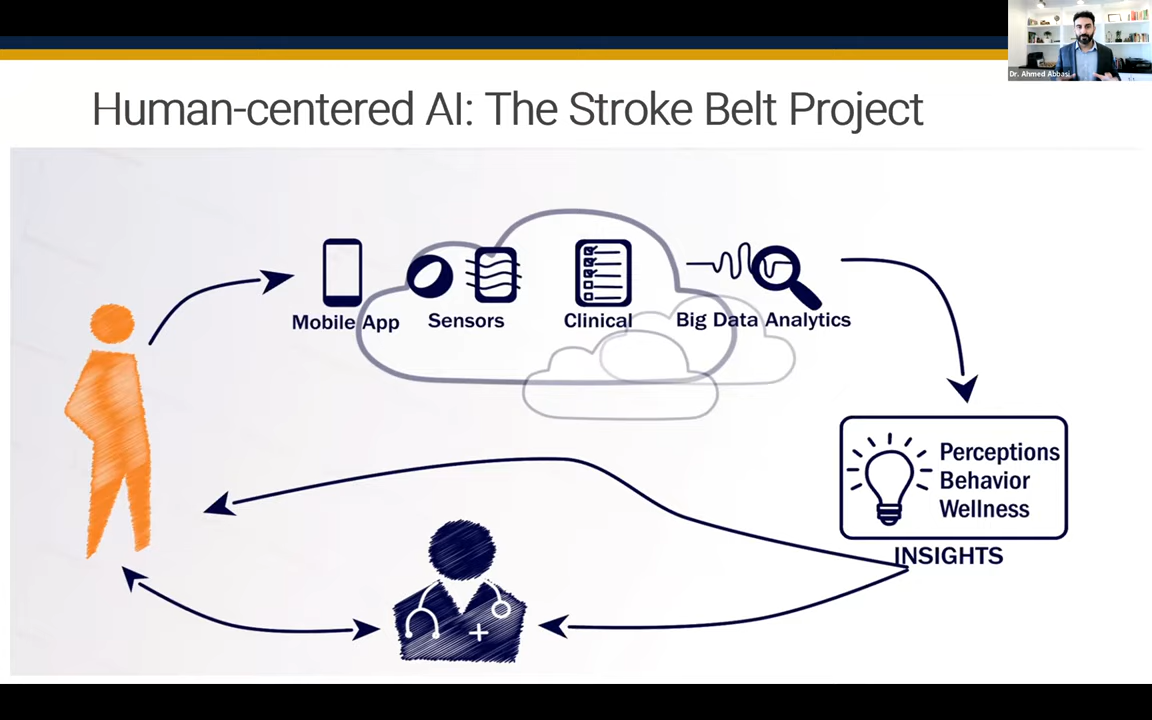 Dr. Ahmed Abbasi
Human-centered AI: The Stroke Belt Project
Mobile App
Sensors
Clinical
Big Data Analytics
Perceptions
Behavior
Wellness
INSIGHTS